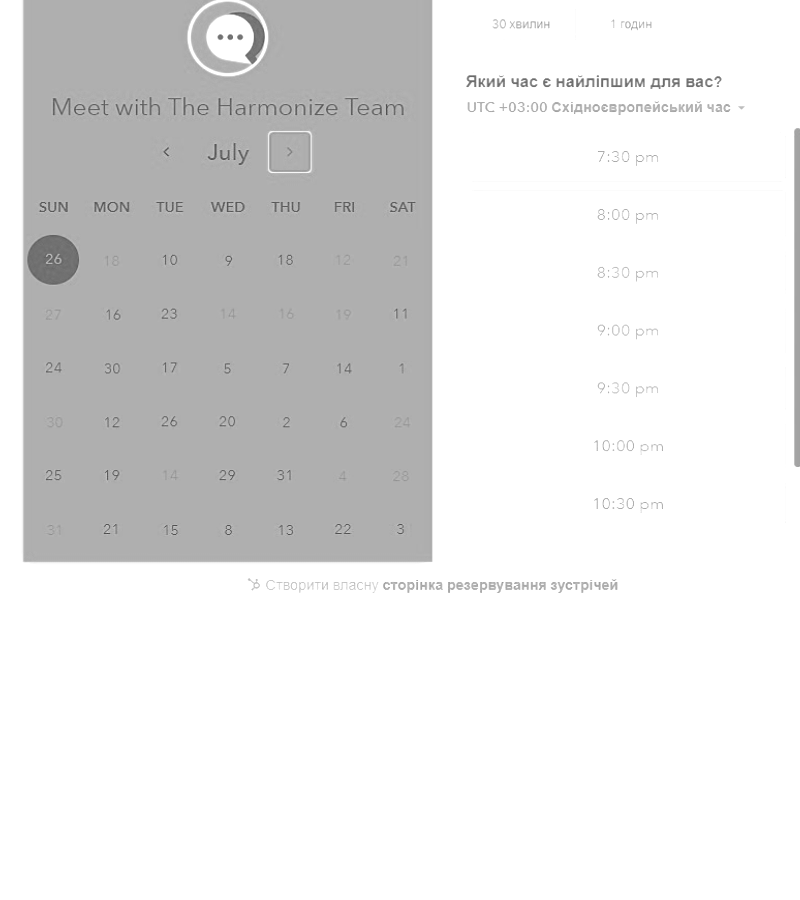 Meet with The Harmonize Team
July
SUN MON TUE WED THU FRI SAT
26 18 10 9 18 12 21
27 16 23 14 16 19 11
24 30 17 5 7 14 1
30 12 26 20 2 6 24
25 19 14 29 31 4 28
31 21 15 8 13 22 3
30 хвилин 1 годин
Який час є найліпшим для вас?
UTC +03:00 Східноєвропейський час
7:30 pm
8:00 pm
8:30 pm
9:00 pm
9:30 pm
10:00 pm
10:30 pm
Створити власну сторінка резервування зустрічей